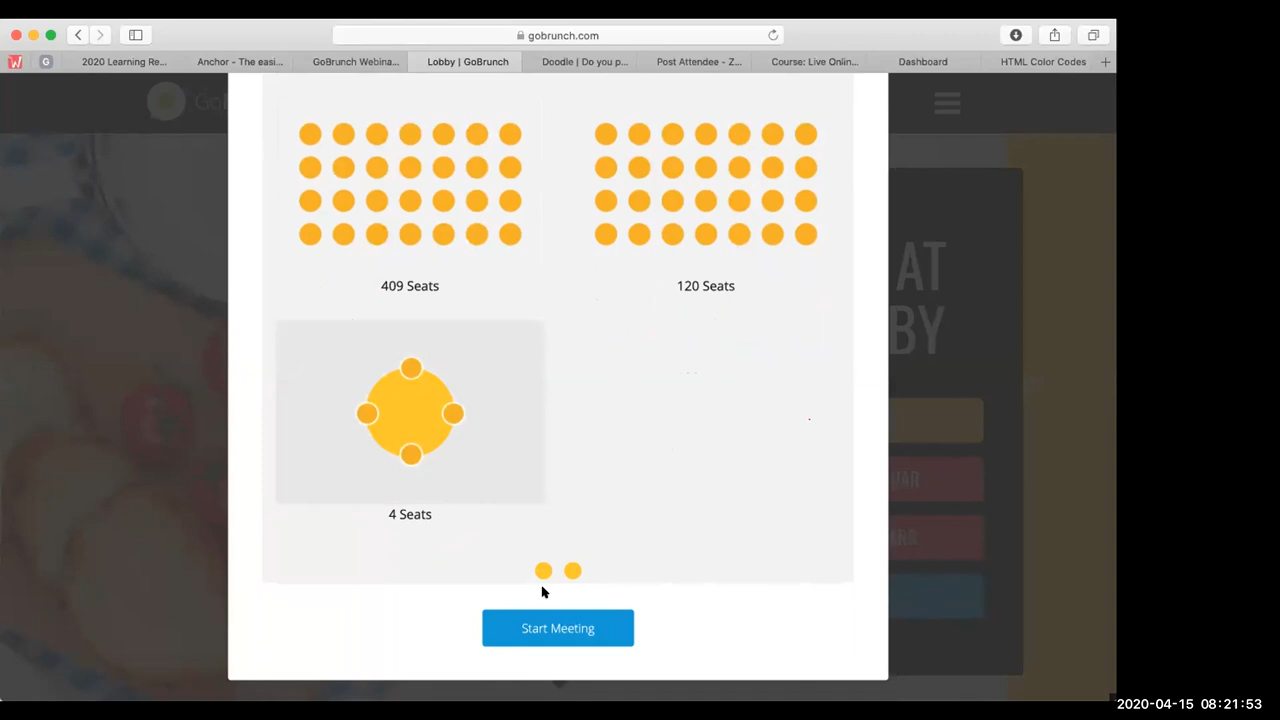 gobrunch.com
W G 2020 Learning Re... Anchor - The easi... GoBrunch Webina... Lobby | GoBrunch Doodle | Do you p... Post Attendee - Z... Course: Live Onlin... Dashboard HTML Color Codes +
AT
409 Seats 120 Seats
BY
4 Seats
Start Meeting
2020-04-15 08:21:53